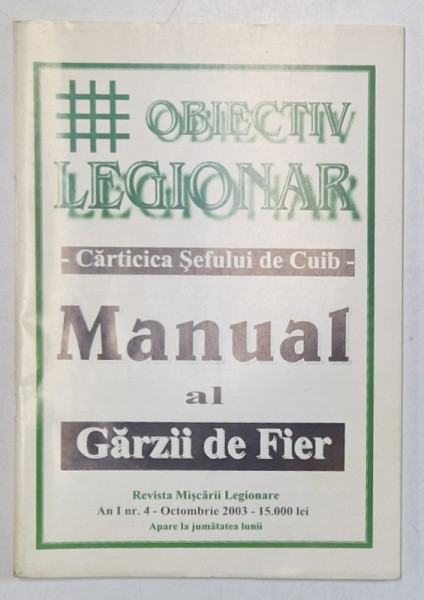 OBIECTIV
LEGIONAR
- Cărticica Şefului de Cuib -
Manual
al
Gărzii de Fier
Revista Mişcării Legionare
An I nr. 4 - Octombrie 2003 - 15.000 lei
Apare la jumătatea lunii